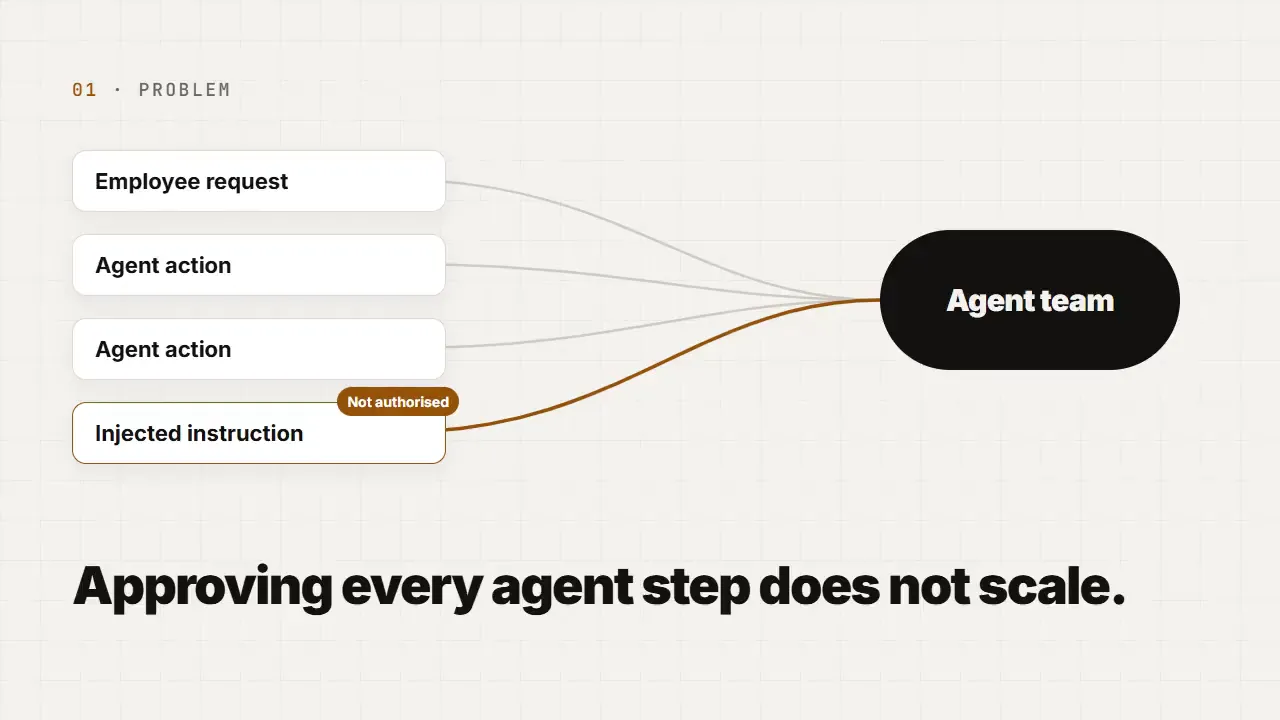 01 · PROBLEM
Employee request
Agent action
Agent team
Agent action
Not authorised
Injected instruction
Approving every agent step does not scale.